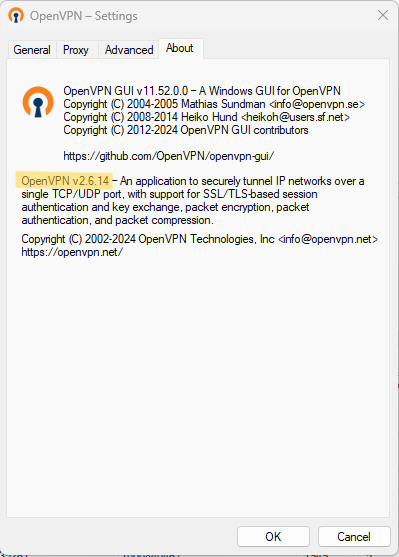 OpenVPN – Settings
General
Proxy
Advanced
About
OpenVPN GUI v11.52.0.0 – A Windows GUI for OpenVPN
Copyright (C) 2004-2005 Mathias Sundman <info@openvpn.se>
Copyright (C) 2008-2014 Heiko Hund <heikoh@users.sf.net>
Copyright (C) 2012-2024 OpenVPN GUI contributors
https://github.com/OpenVPN/openvpn-gui/
OpenVPN v2.6.14 – An application to securely tunnel IP networks over a
single TCP/UDP port, with support for SSL/TLS-based session
authentication and key exchange, packet encryption, packet
authentication, and packet compression.
Copyright (C) 2002-2024 OpenVPN Technologies, Inc <info@openvpn.net>
https://openvpn.net/
OK
Cancel